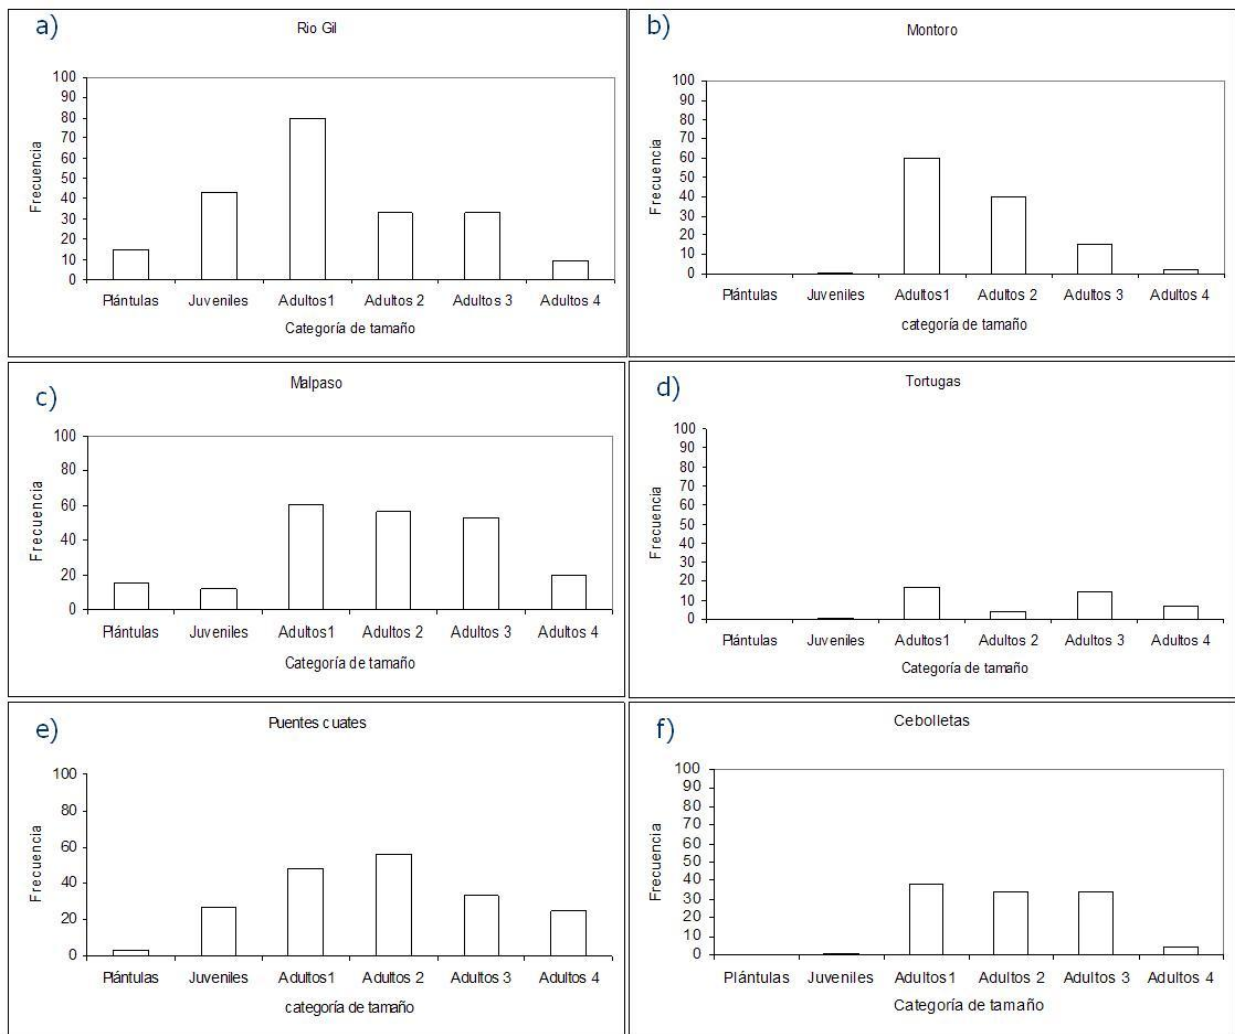 a)
Rio Gil
100
90
80
70
60
50
40
30
20
10
0
Frecuencia
Plántulas Juveniles Adultos1 Adultos 2 Adultos 3 Adultos 4
Categoría de tamaño
b)
Montoro
100
90
80
70
60
50
40
30
20
10
0
Frecuencia
Plántulas Juveniles Adultos1 Adultos 2 Adultos 3 Adultos 4
categoría de tamaño
c)
Malpaso
100
80
60
40
20
0
Frecuencia
Plántulas Juveniles Adultos1 Adultos 2 Adultos 3 Adultos 4
Categoría de tamaño
d)
Tortugas
100
90
80
70
60
50
40
30
20
10
0
Frecuencia
Plántulas Juveniles Adultos1 Adultos 2 Adultos 3 Adultos 4
Categoría de tamaño
e)
Puentes cuates
100
80
60
40
20
0
Frecuencia
Plántulas Juveniles Adultos1 Adultos 2 Adultos 3 Adultos 4
categoría de tamaño
f)
Cebolletas
100
90
80
70
60
50
40
30
20
10
0
Frecuencia
Plántulas Juveniles Adultos1 Adultos 2 Adultos 3 Adultos 4
Categoría de tamaño